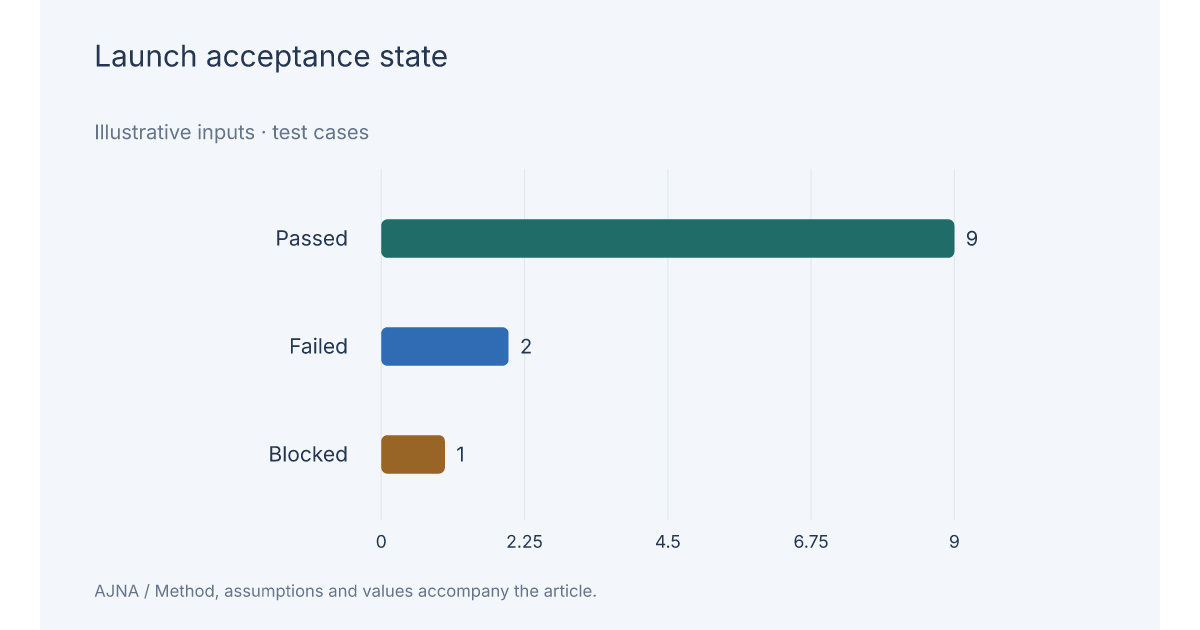 Launch acceptance state
Illustrative inputs · test cases
Passed 9
Failed 2
Blocked 1
0 2.25 4.5 6.75 9
AJNA / Method, assumptions and values accompany the article.